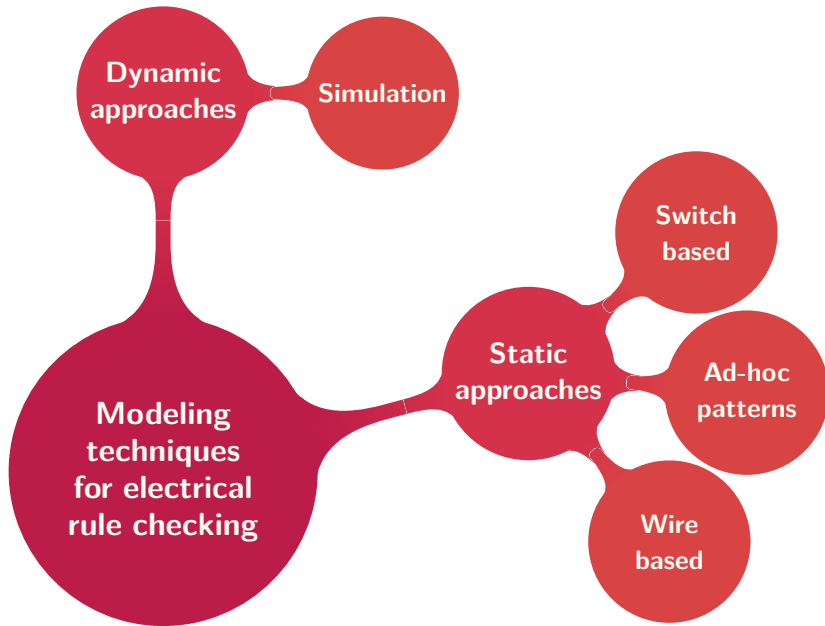 Dynamic
approaches
Simulation
Switch
based
Static
approaches
Ad-hoc
patterns
Modeling
techniques
for electrical
rule checking
Wire
based